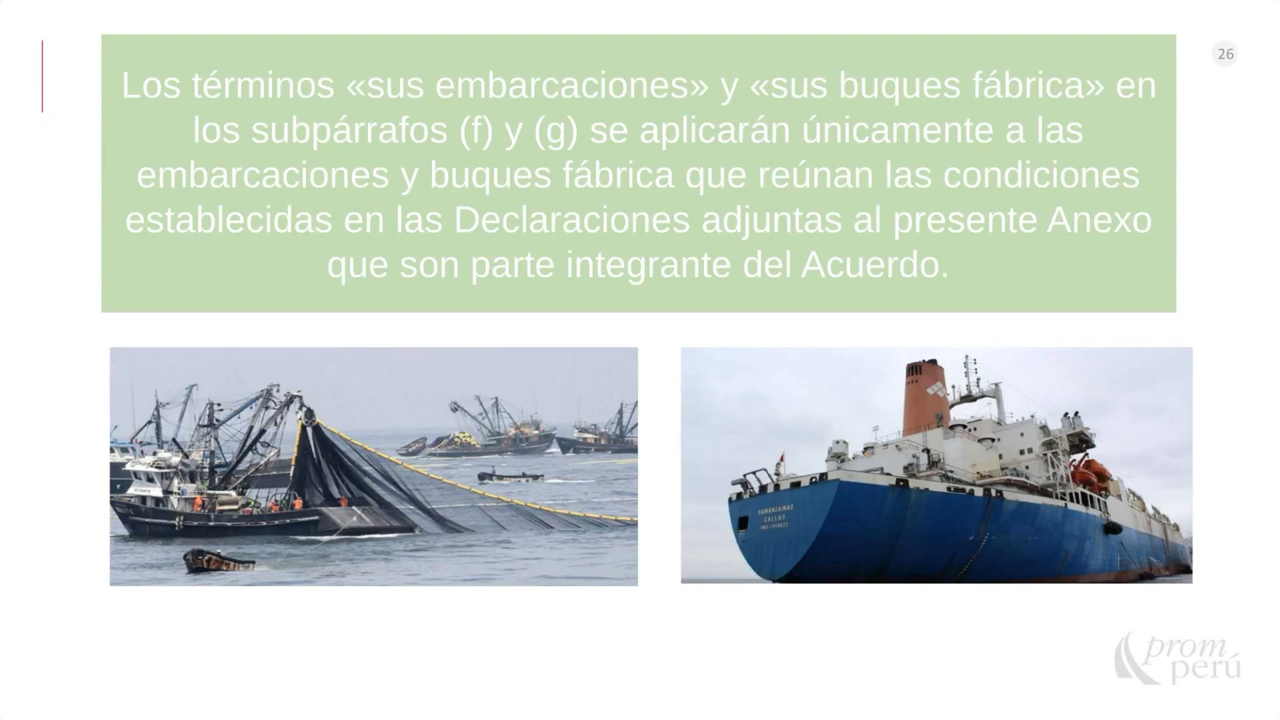 26
Los términos «sus embarcaciones» y «sus buques fábrica» en
los subpárrafos (f) y (g) se aplicarán únicamente a las
embarcaciones y buques fábrica que reúnan las condiciones
establecidas en las Declaraciones adjuntas al presente Anexo
que son parte integrante del Acuerdo.
CALLAO
prom
perú